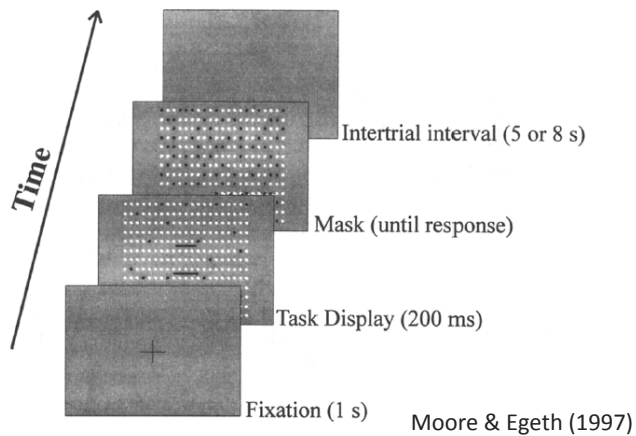 Time
Intertrial interval (5 or 8 s)
Mask (until response)
Task Display (200 ms)
Fixation (1 s)
Moore & Egeth (1997)